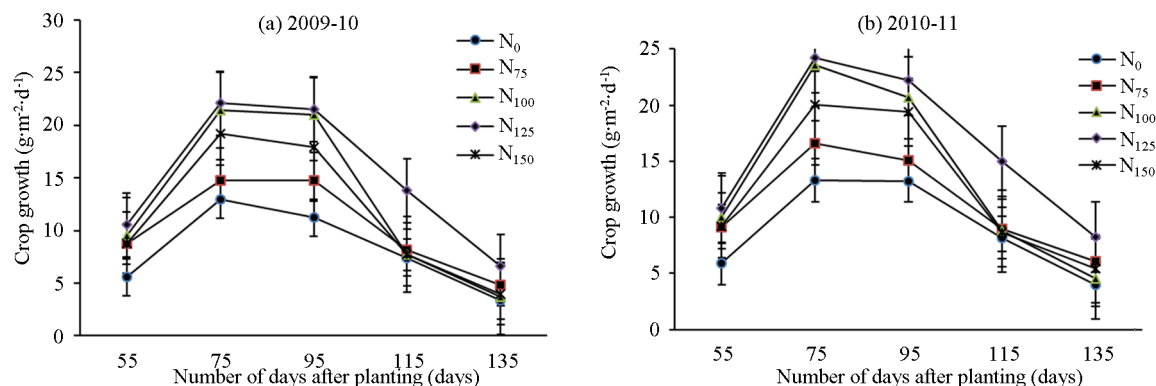 (a) 2009-10
Crop growth (g·m⁻²·d⁻¹)
30
25
20
15
10
5
0
N₀
N₇₅
N₁₀₀
N₁₂₅
N₁₅₀
55 75 95 115 135
Number of days after planting (days)
(b) 2010-11
Crop growth (g·m⁻²·d⁻¹)
25
20
15
10
5
0
N₀
N₇₅
N₁₀₀
N₁₂₅
N₁₅₀
55 75 95 115 135
Number of days after planting (days)